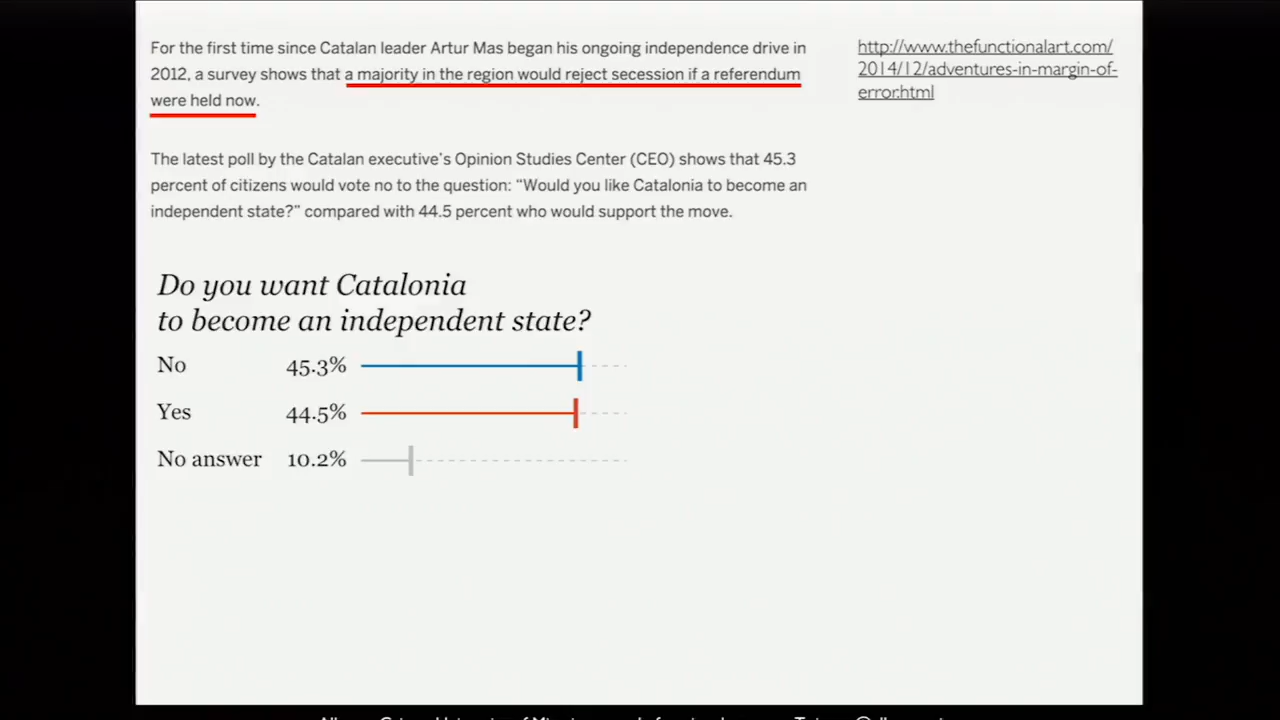 For the first time since Catalan leader Artur Mas began his ongoing independence drive in
2012, a survey shows that a majority in the region would reject secession if a referendum
were held now.
http://www.thefunctionalart.com/
2014/12/adventures-in-margin-of-
error.html
The latest poll by the Catalan executive's Opinion Studies Center (CEO) shows that 45.3
percent of citizens would vote no to the question: “Would you like Catalonia to become an
independent state?” compared with 44.5 percent who would support the move.
Do you want Catalonia
to become an independent state?
No 45.3%
Yes 44.5%
No answer 10.2%